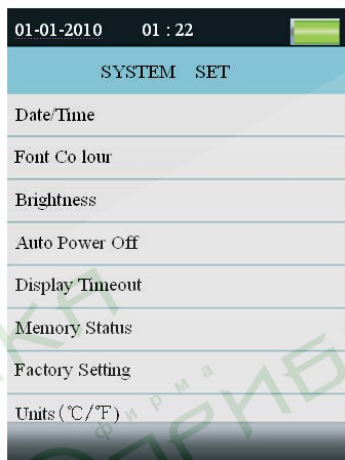 01-01-2010 01 : 22
SYSTEM SET
Date/Time
Font Co lour
Brightness
Auto Power Off
Display Timeout
Memory Status
Factory Setting
Units (℃/℉)
фирма